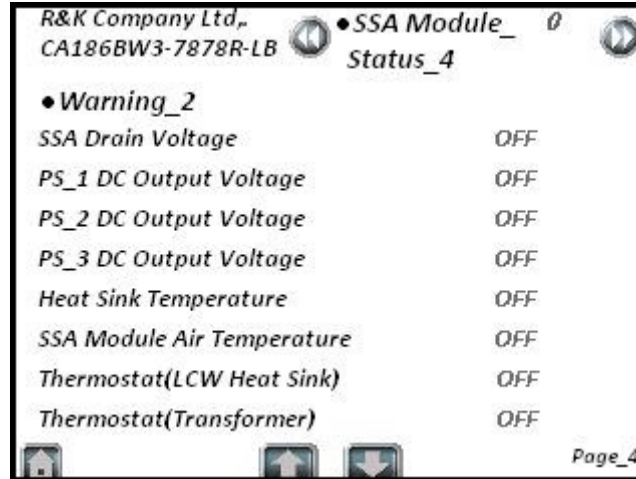 R&K Company Ltd,.
CA186BW3-7878R-LB
●SSA Module_ 0
Status_4
●Warning_2
SSA Drain Voltage OFF
PS_1 DC Output Voltage OFF
PS_2 DC Output Voltage OFF
PS_3 DC Output Voltage OFF
Heat Sink Temperature OFF
SSA Module Air Temperature OFF
Thermostat(LCW Heat Sink) OFF
Thermostat(Transformer) OFF
Page_4